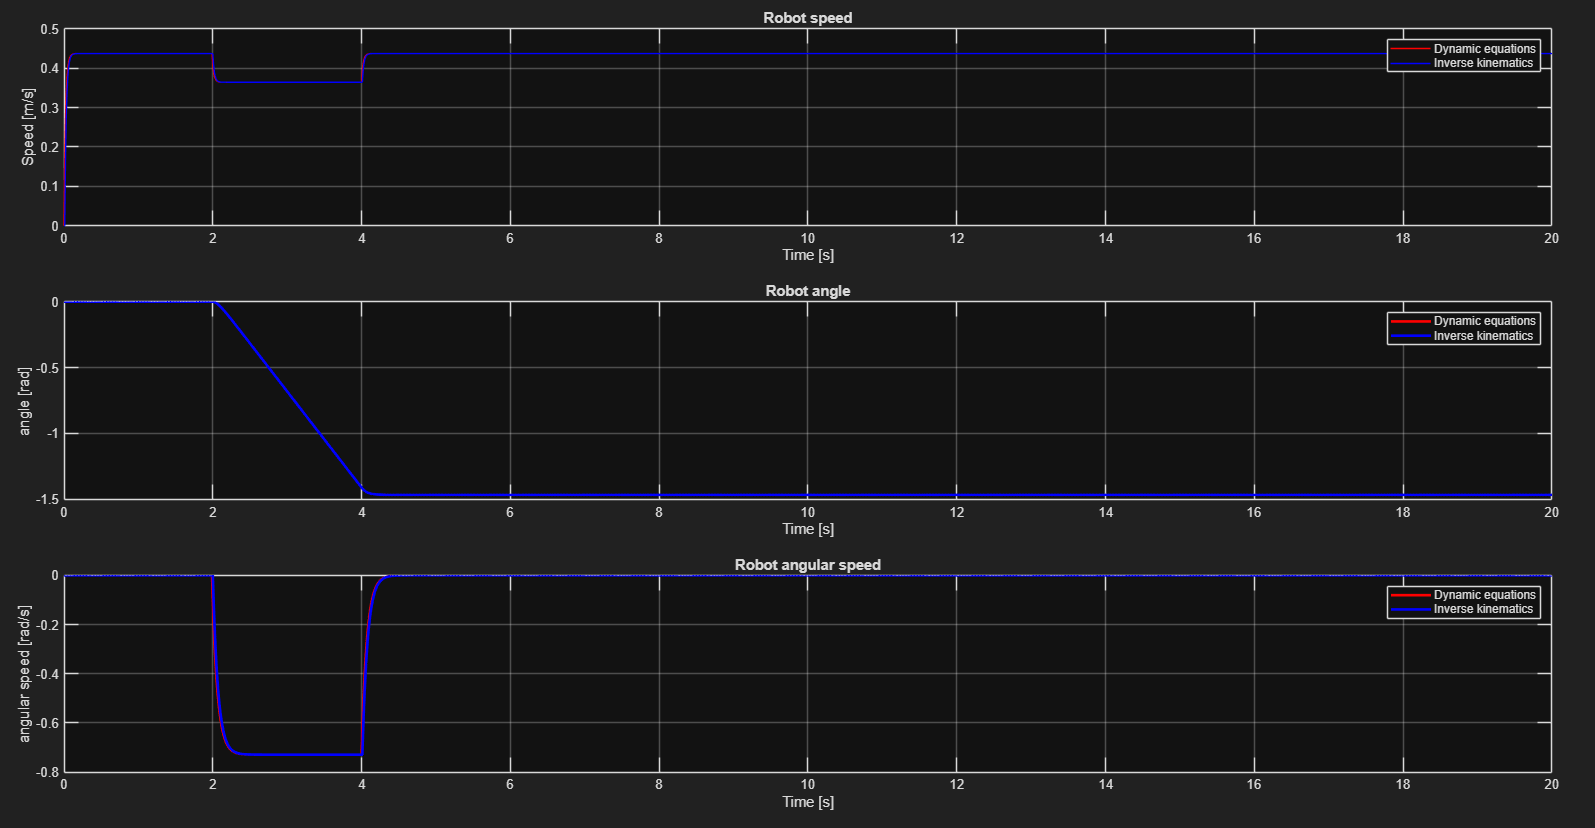 Robot speed
0.5
0.4
0.3
0.2
0.1
0
Speed [m/s]
Dynamic equations
Inverse kinematics
0 2 4 6 8 10 12 14 16 18 20
Time [s]
Robot angle
0
-0.5
-1
-1.5
angle [rad]
Dynamic equations
Inverse kinematics
0 2 4 6 8 10 12 14 16 18 20
Time [s]
Robot angular speed
0
-0.2
-0.4
-0.6
-0.8
angular speed [rad/s]
Dynamic equations
Inverse kinematics
0 2 4 6 8 10 12 14 16 18 20
Time [s]